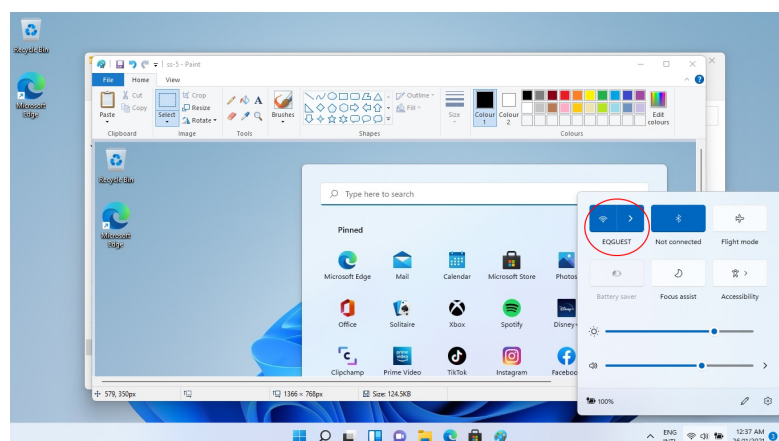 Recycle Bin
Microsoft
Edge
ss-5 - Paint
File Home View
Paste
Cut
Copy
Select
Crop
Resize
Rotate
A
Brushes
Outline
Fill
Size
Colour
1
Colour
2
Edit
colours
Clipboard Image Tools Shapes Colours
Recycle Bin
Microsoft
Edge
Type here to search
Pinned
Microsoft Edge Mail Calendar Microsoft Store Photos
Office Solitaire Xbox Spotify Disney+
Clipchamp Prime Video TikTok Instagram Facebook
EQGUEST Not connected Flight mode
Battery saver Focus assist Accessibility
100%
579, 350px 1366 × 768px Size: 124.5KB
ENG
INTL
12:37 AM